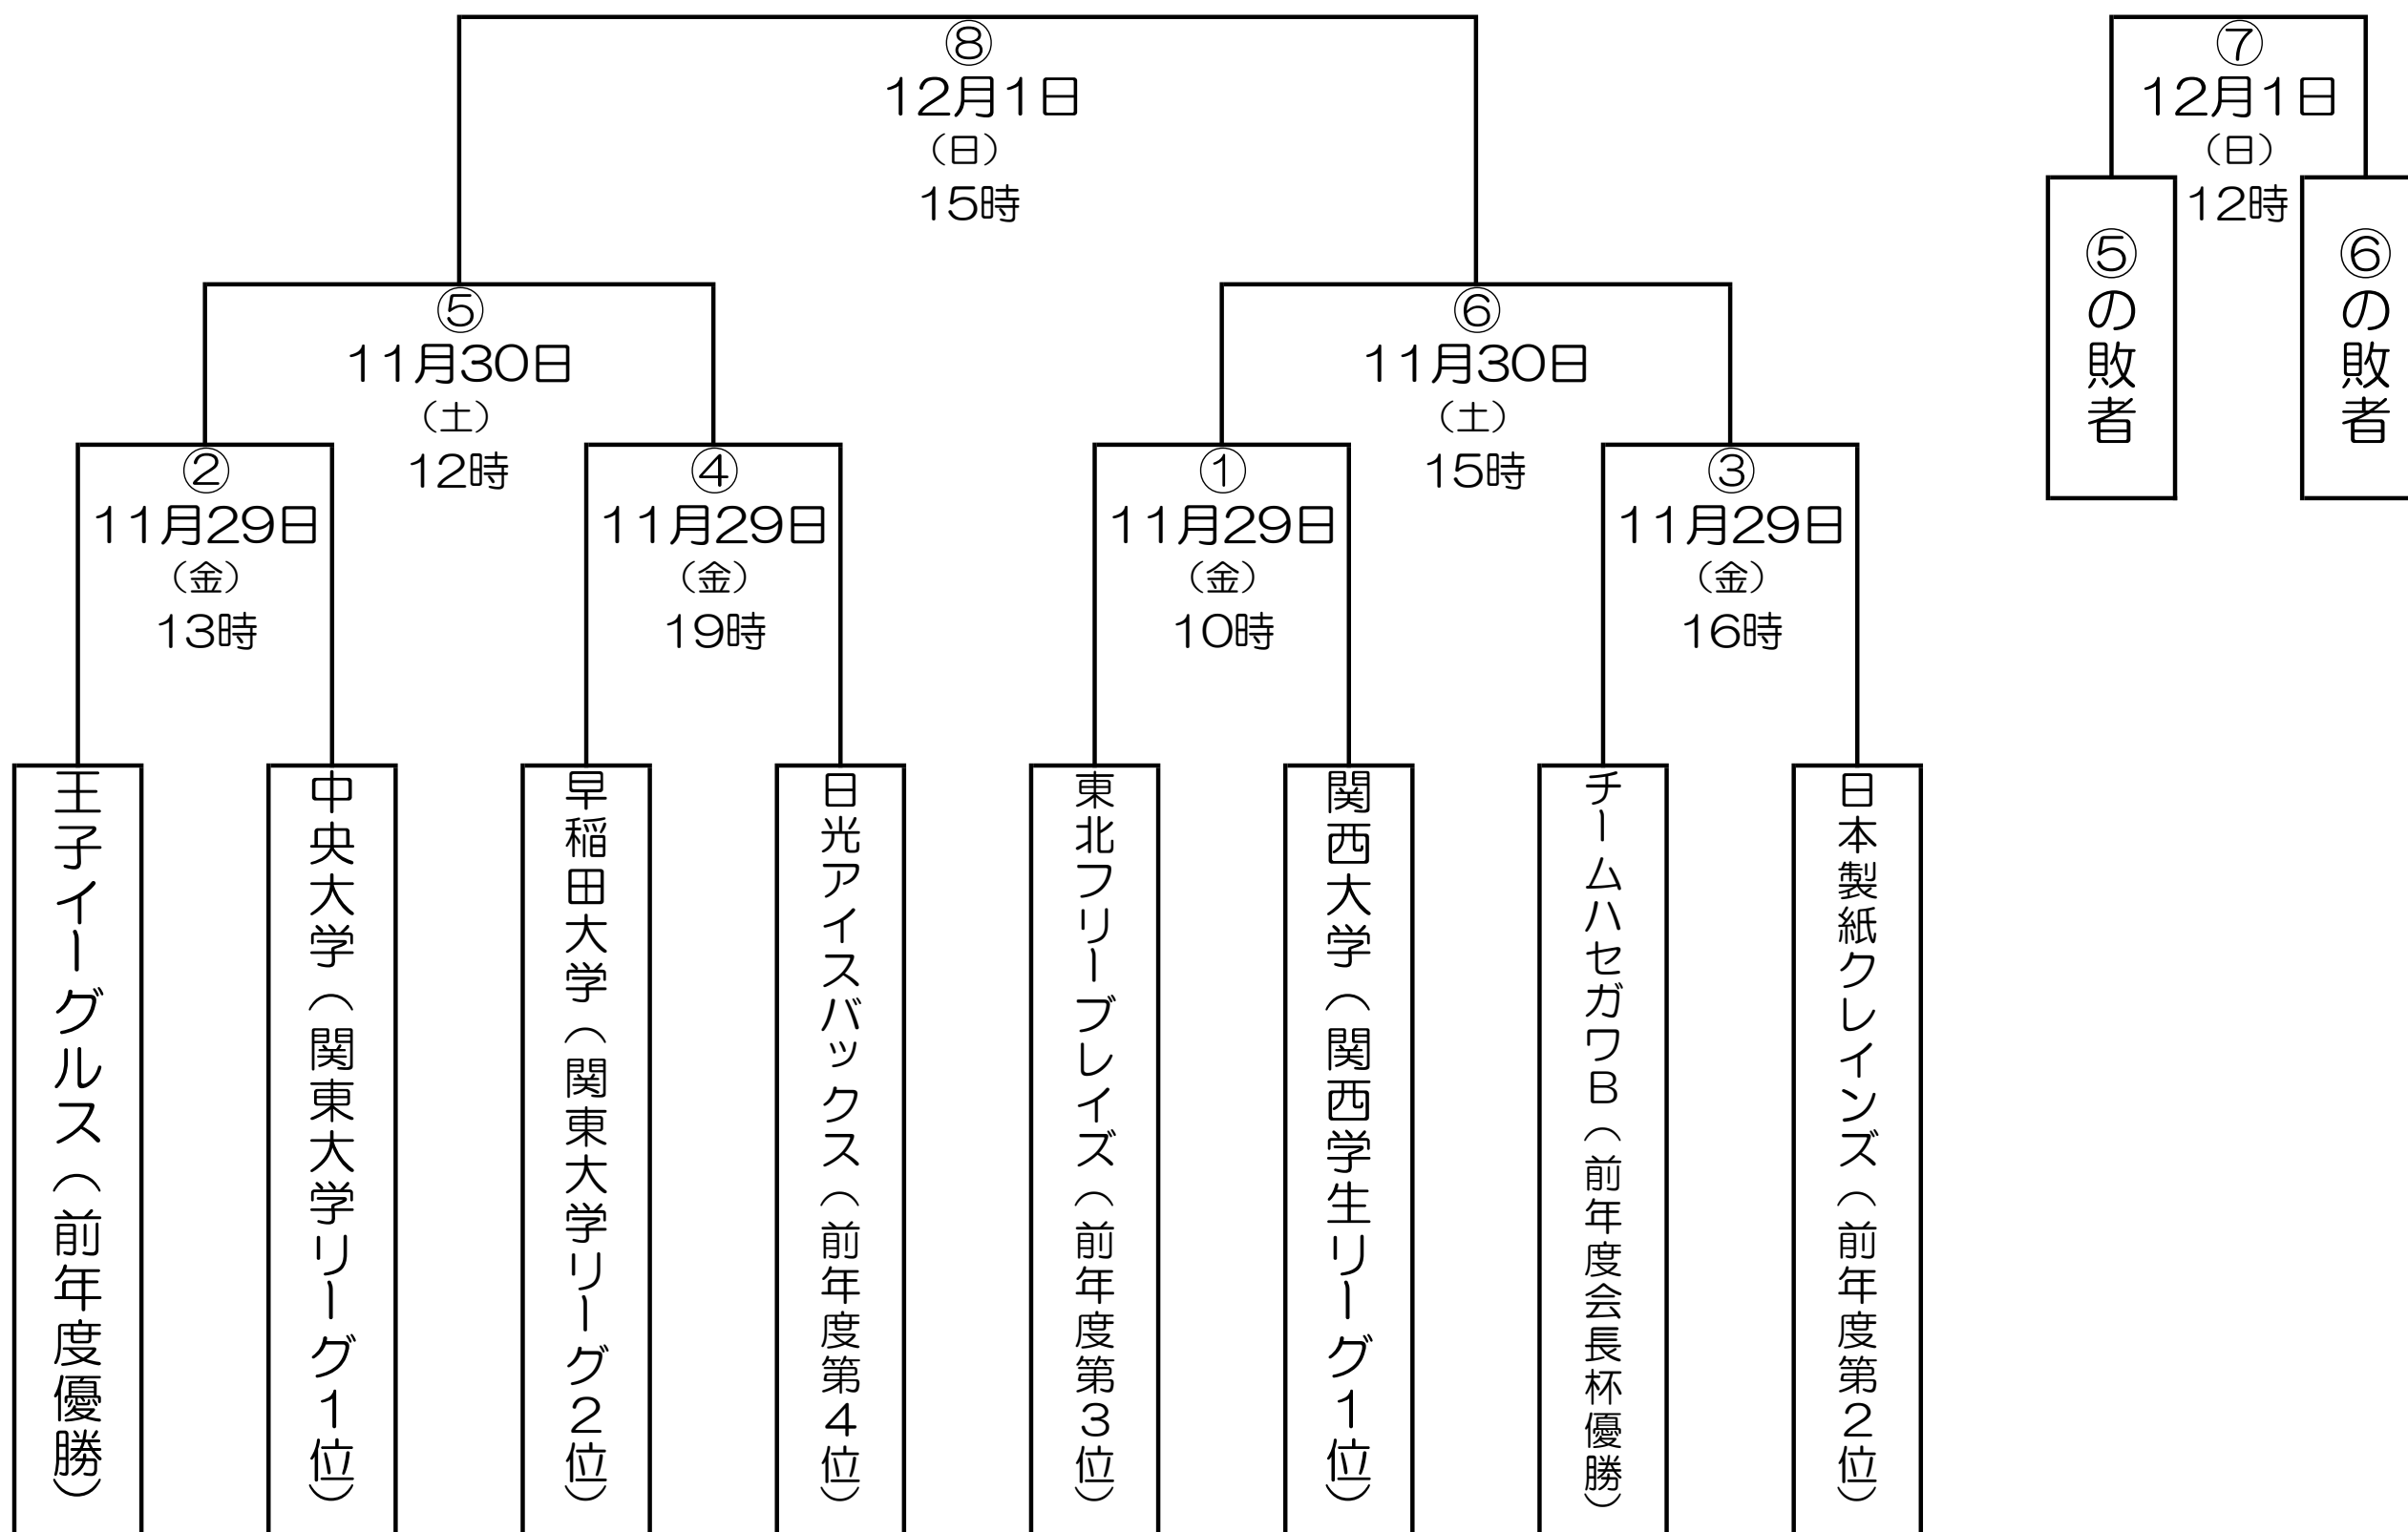 ⑧
12月1日
(日)
15時
⑦
12月1日
(日)
12時
⑤の敗者
⑥の敗者
⑤
11月30日
(土)
12時
⑥
11月30日
(土)
15時
②
11月29日
(金)
13時
④
11月29日
(金)
19時
①
11月29日
(金)
10時
③
11月29日
(金)
16時
王子イーグルス(前年度優勝)
中央大学(関東大学リーグ1位)
早稲田大学(関東大学リーグ2位)
日光アイスバックス(前年度第4位)
東北フリーブレイズ(前年度第3位)
関西大学(関西学生リーグ1位)
チームハセガワB(前年度会長杯優勝)
日本製紙クレインズ(前年度第2位)